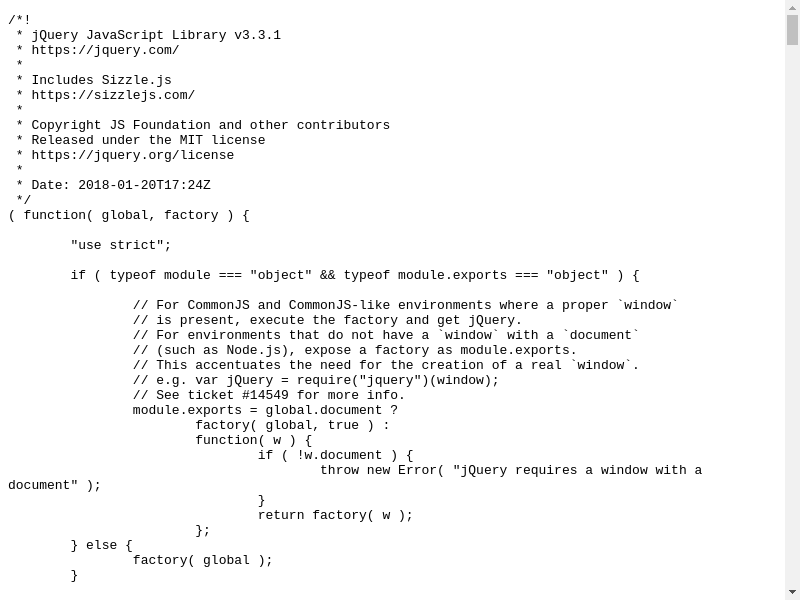 /*!
 * jQuery JavaScript Library v3.3.1
 * https://jquery.com/
 *
 * Includes Sizzle.js
 * https://sizzlejs.com/
 *
 * Copyright JS Foundation and other contributors
 * Released under the MIT license
 * https://jquery.org/license
 *
 * Date: 2018-01-20T17:24Z
 */
( function( global, factory ) {

	"use strict";

	if ( typeof module === "object" && typeof module.exports === "object" ) {

		// For CommonJS and CommonJS-like environments where a proper `window`
		// is present, execute the factory and get jQuery.
		// For environments that do not have a `window` with a `document`
		// (such as Node.js), expose a factory as module.exports.
		// This accentuates the need for the creation of a real `window`.
		// e.g. var jQuery = require("jquery")(window);
		// See ticket #14549 for more info.
		module.exports = global.document ?
			factory( global, true ) :
			function( w ) {
				if ( !w.document ) {
					throw new Error( "jQuery requires a window with a
document" );
				}
				return factory( w );
			};
	} else {
		factory( global );
	}